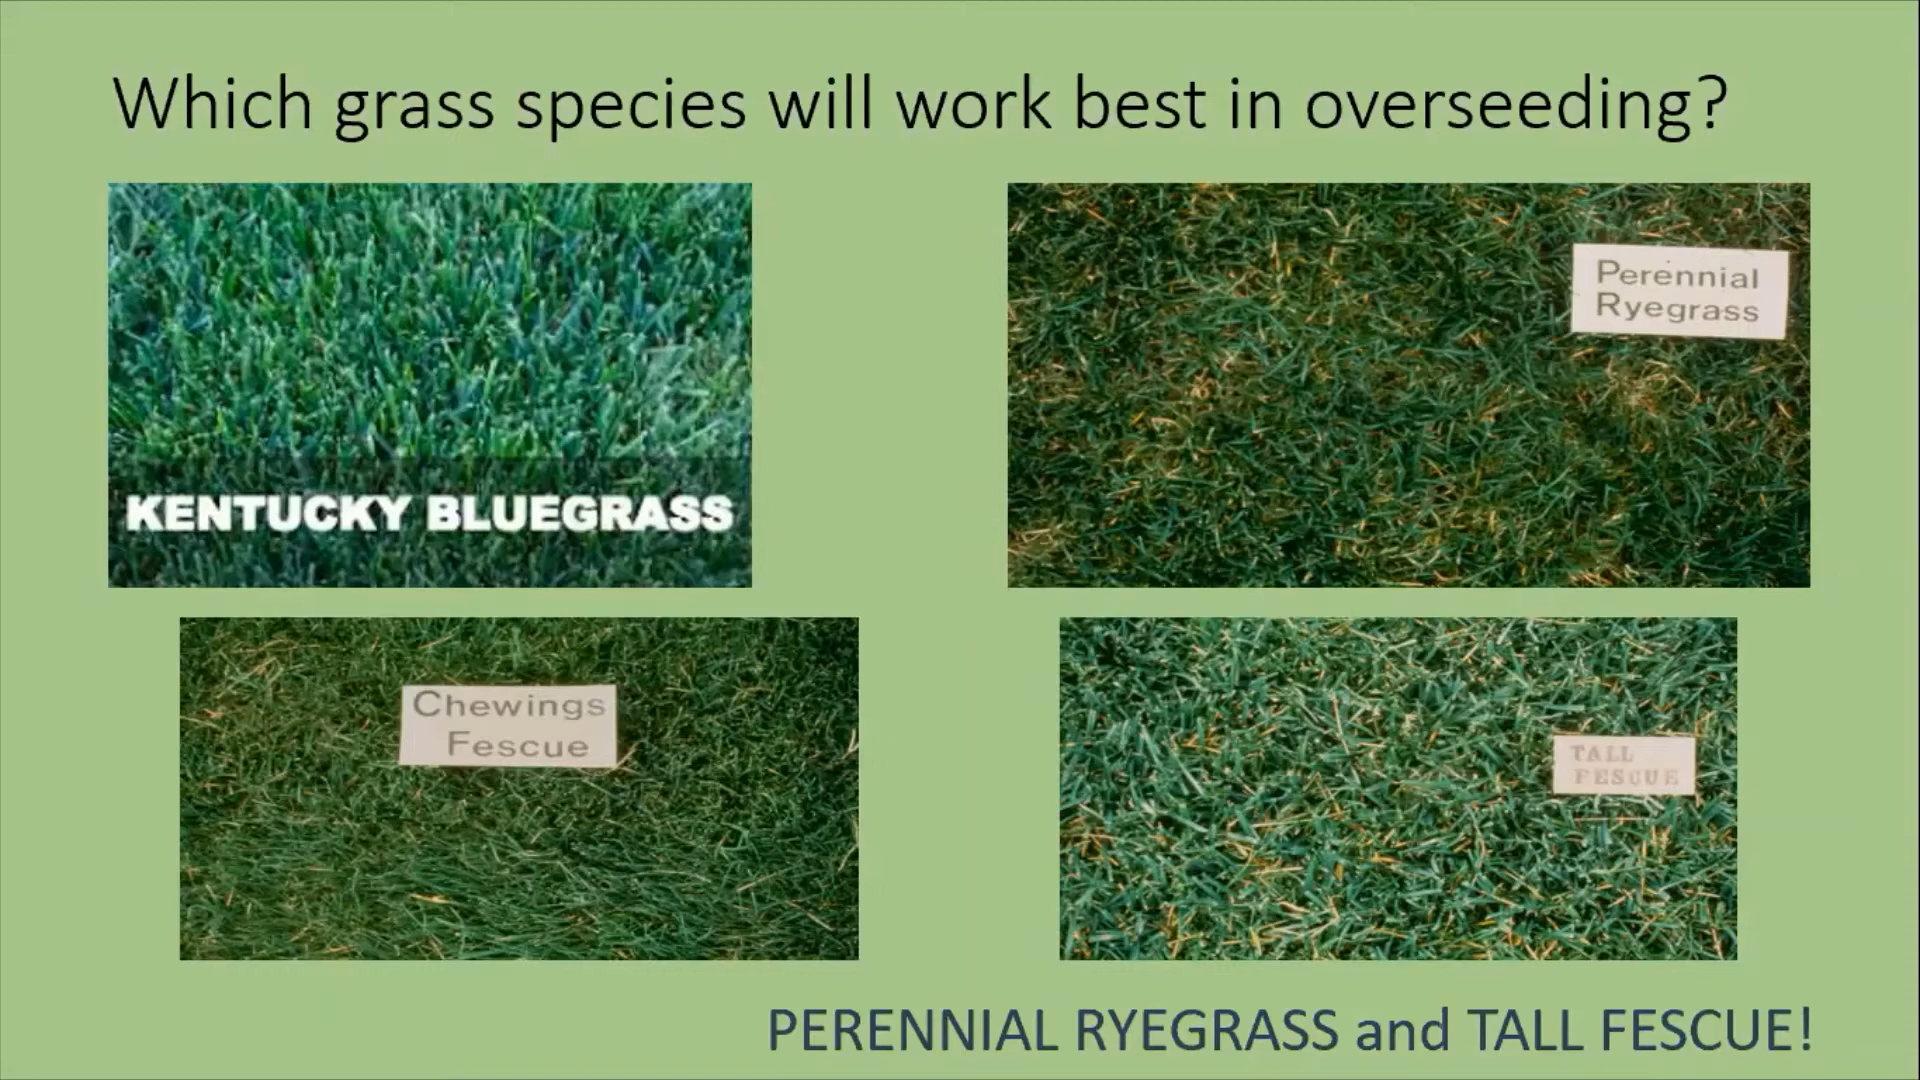 Which grass species will work best in overseeding?
KENTUCKY BLUEGRASS
Perennial
Ryegrass
Chewings
Fescue
TALL
FESCUE
PERENNIAL RYEGRASS and TALL FESCUE!